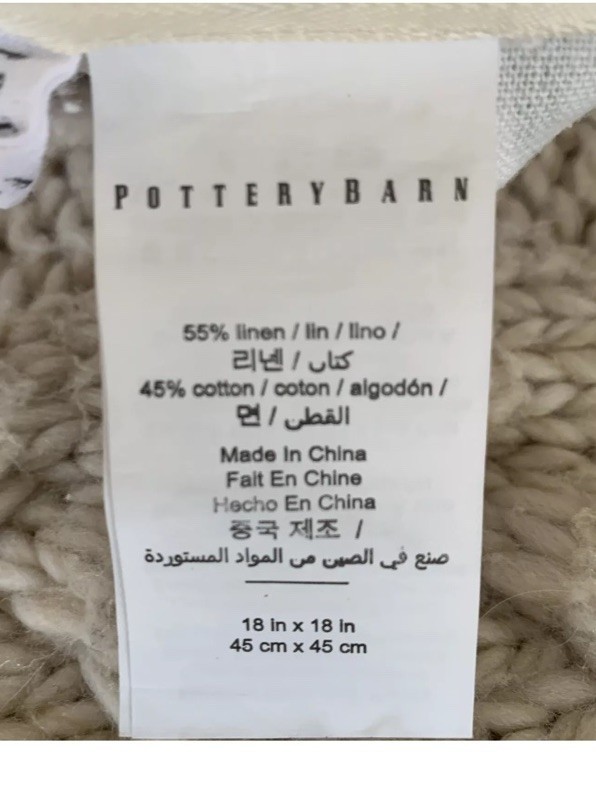 POTTERYBARN
55% linen / lin / lino /
리넨 / كتان
45% cotton / coton / algodón /
면 / القطن
Made In China
Fait En Chine
Hecho En China
중국 제조 /
صنع في الصين من المواد المستوردة
18 in x 18 in
45 cm x 45 cm